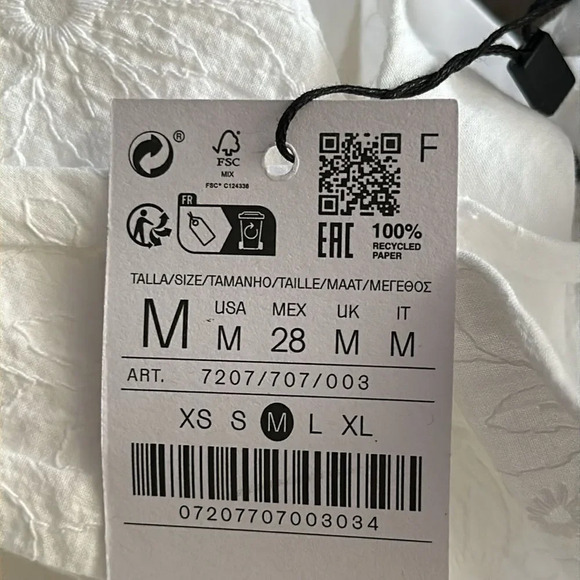 ®
FSC
MIX
FSC® C124336
F
FR
EAC
100%
RECYCLED
PAPER
TALLA/SIZE/TAMANHO/TAILLE/MAAT/ΜΕΓΕΘΟΣ
M
USA MEX UK IT
M 28 M M
ART. 7207/707/003
XS S M L XL
07207707003034